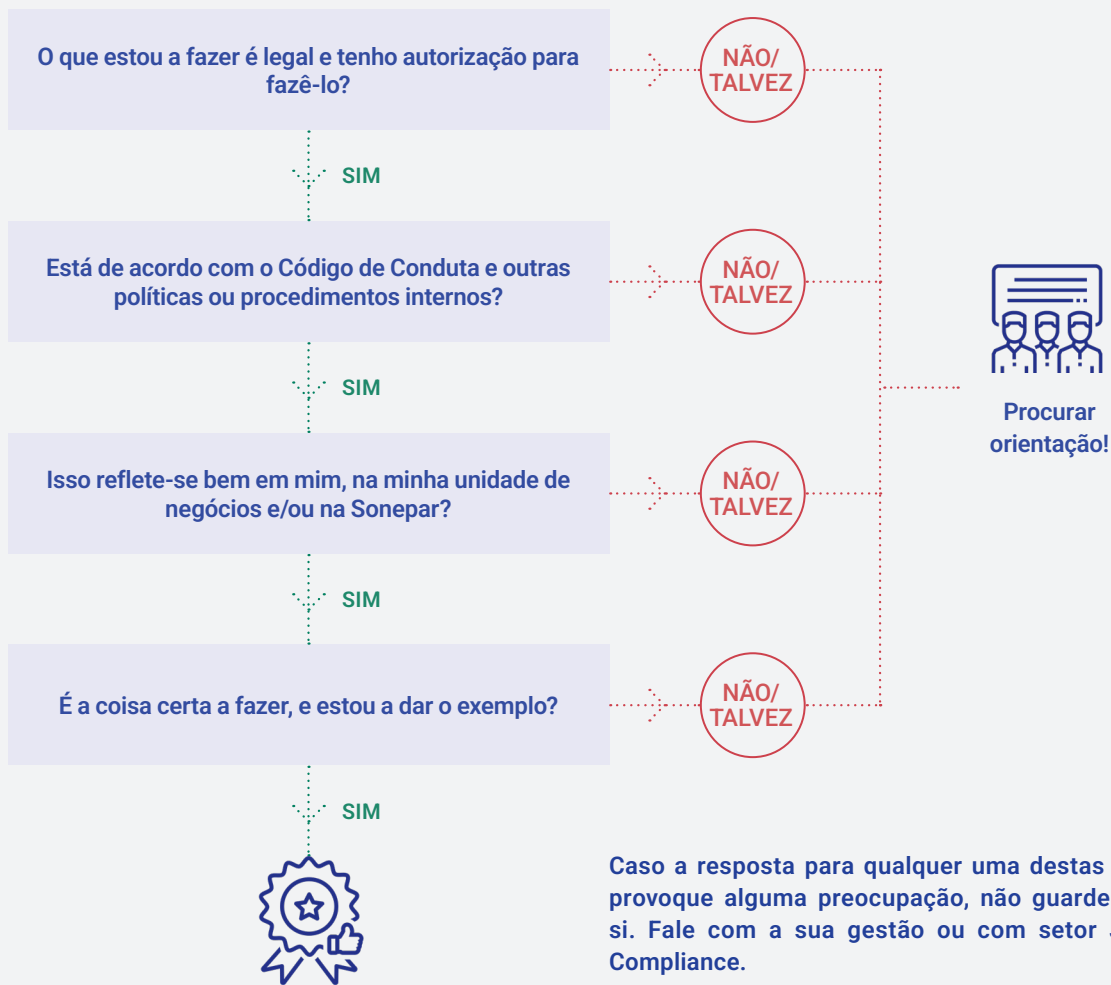 O que estou a fazer é legal e tenho autorização para
fazê-lo?
NÃO/
TALVEZ
SIM
Está de acordo com o Código de Conduta e outras
políticas ou procedimentos internos?
NÃO/
TALVEZ
SIM
Procurar
orientação!
Isso reflete-se bem em mim, na minha unidade de
negócios e/ou na Sonepar?
NÃO/
TALVEZ
SIM
É a coisa certa a fazer, e estou a dar o exemplo?
NÃO/
TALVEZ
SIM
Caso a resposta para qualquer uma destas
provoque alguma preocupação, não guarde
si. Fale com a sua gestão ou com setor
Compliance.